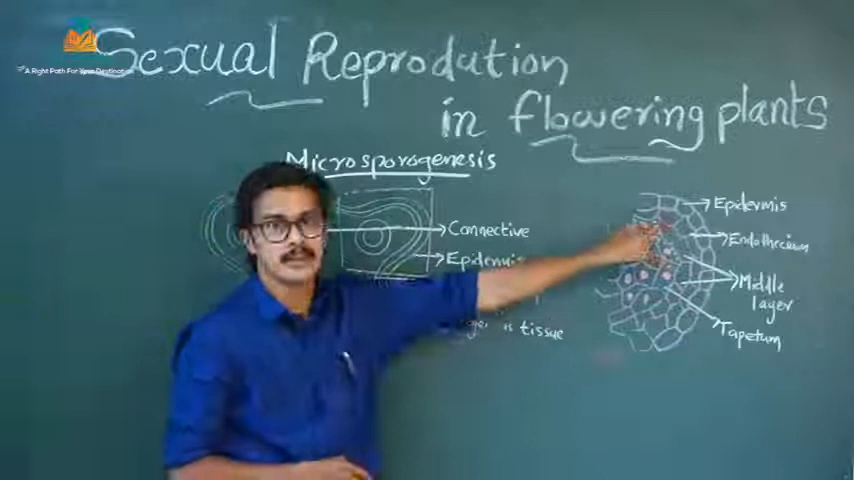 A Right Path For Your Destination
Sexual Reprodution
in flowering plants
Microsporogenesis
Connective
Epidermis
tissue
Epidermis
Endothecium
Middle
layer
Tapetum